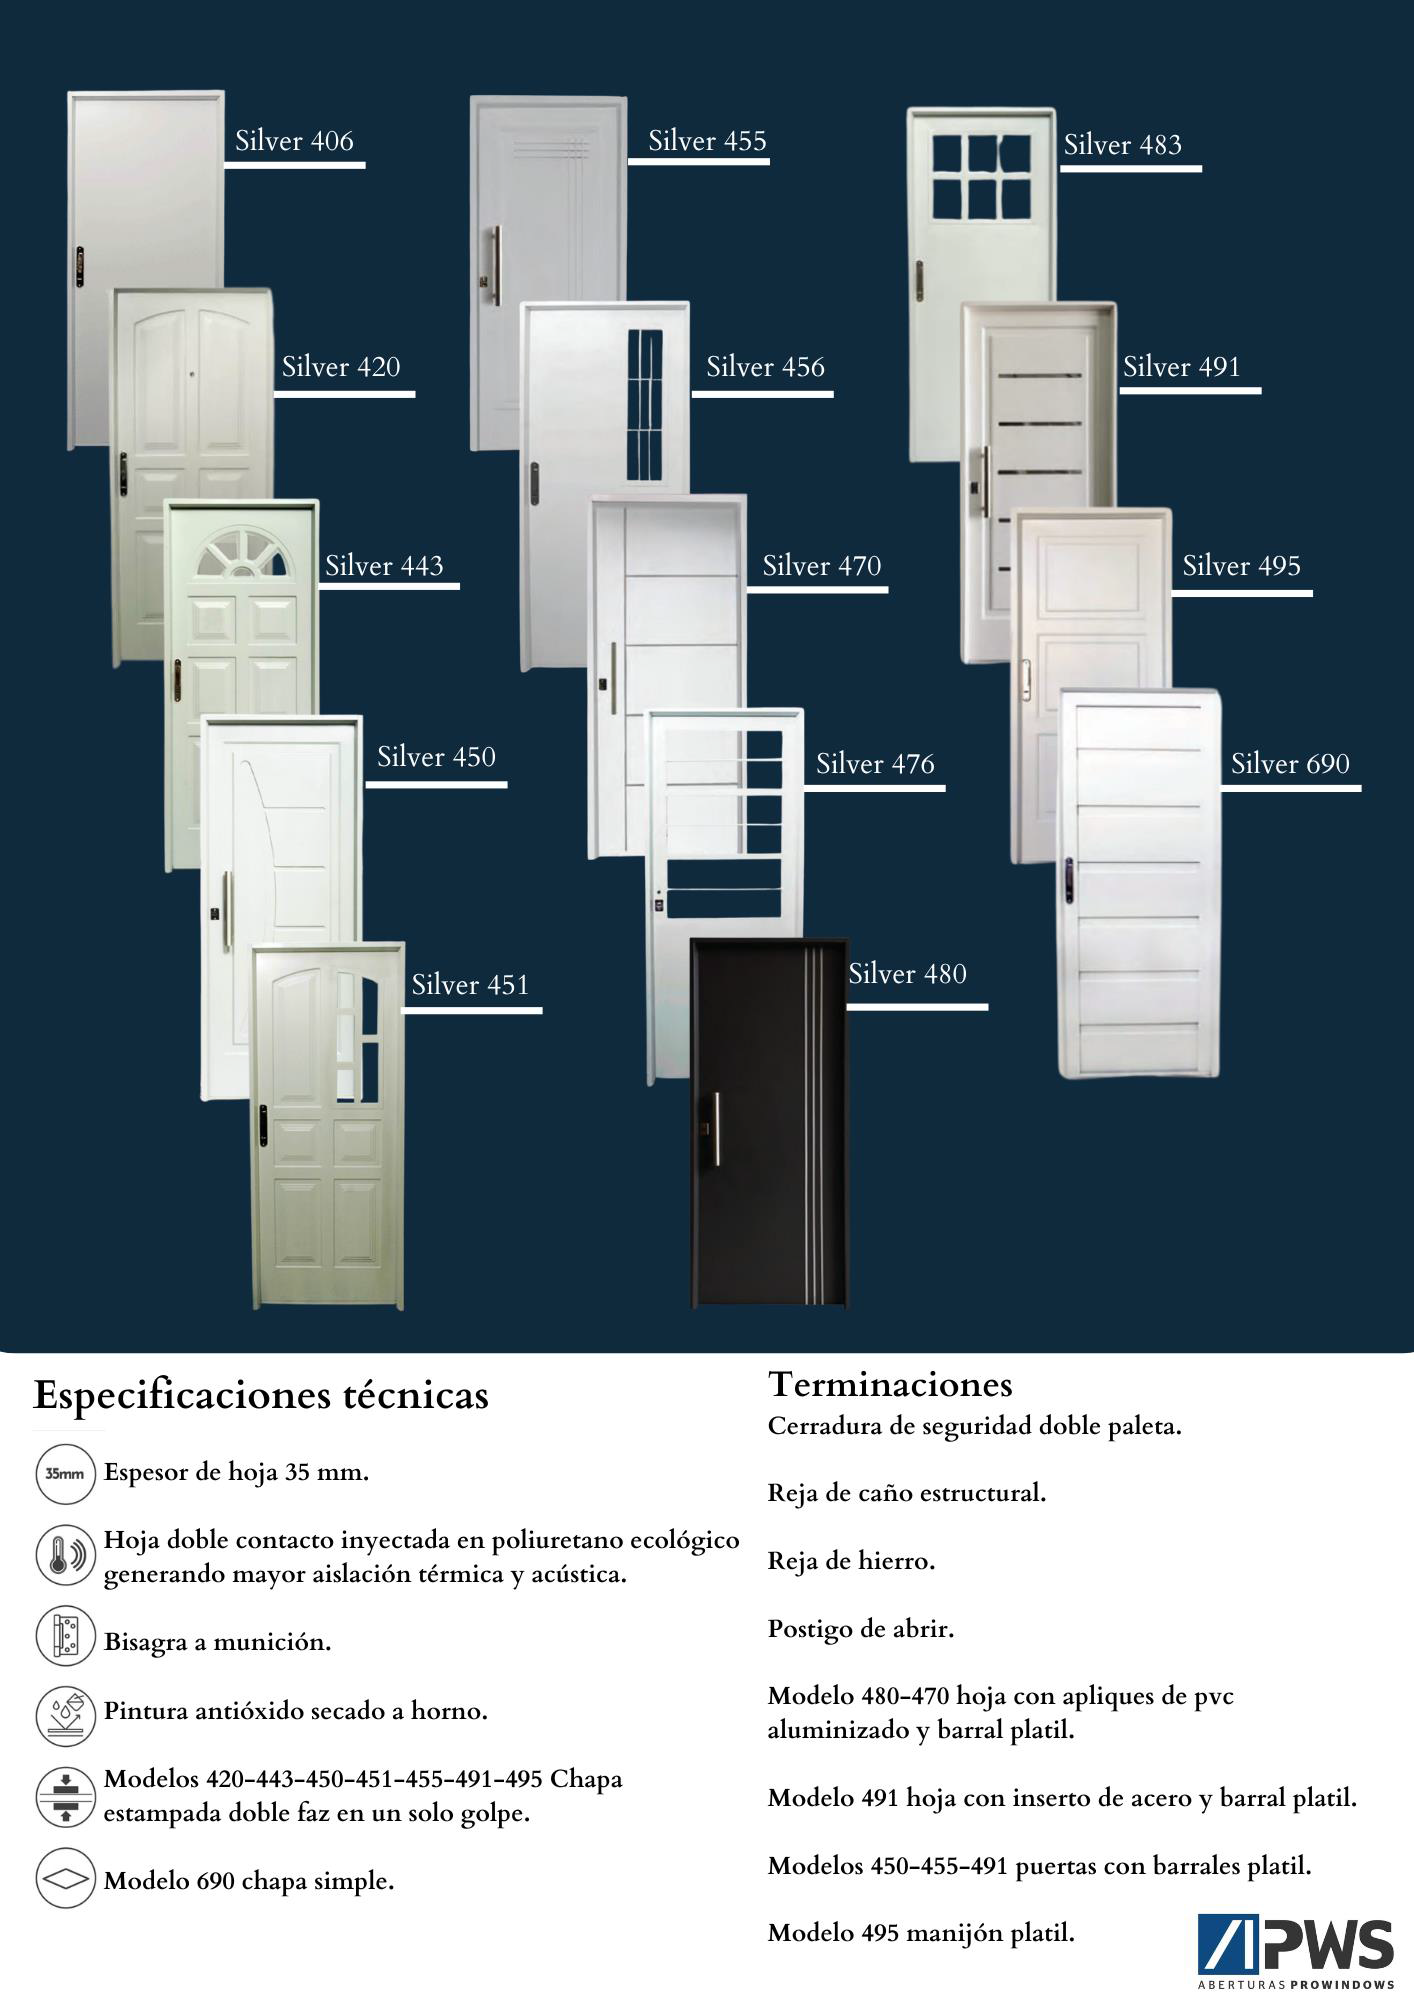 Silver 406
Silver 455
Silver 483
Silver 420
Silver 456
Silver 491
Silver 443
Silver 470
Silver 495
Silver 450
Silver 476
Silver 690
Silver 451
Silver 480
Especificaciones técnicas
35mm
Espesor de hoja 35 mm.
Hoja doble contacto inyectada en poliuretano ecológico
generando mayor aislación térmica y acústica.
Bisagra a munición.
Pintura antióxido secado a horno.
Modelos 420-443-450-451-455-491-495 Chapa
estampada doble faz en un solo golpe.
Modelo 690 chapa simple.
Terminaciones
Cerradura de seguridad doble paleta.
Reja de caño estructural.
Reja de hierro.
Postigo de abrir.
Modelo 480-470 hoja con apliques de pvc
aluminizado y barral platil.
Modelo 491 hoja con inserto de acero y barral platil.
Modelos 450-455-491 puertas con barrales platil.
Modelo 495 manijón platil.
PWS
ABERTURAS PROWINDOWS